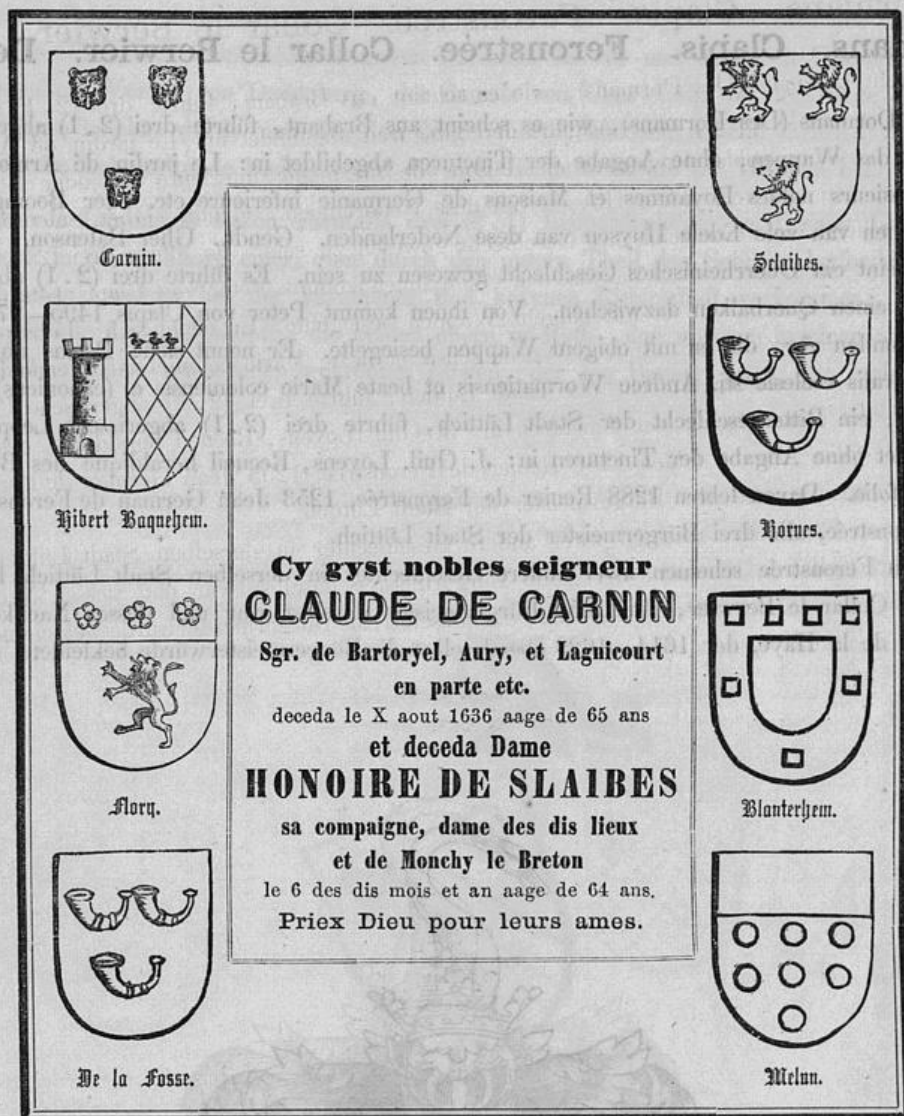 Carnin.
Sclaibes.
Hibert Baquehem.
Hornes.
Cy gyst nobles seigneur
CLAUDE DE CARNIN
Sgr. de Bartoryel, Aury, et Lagnicourt
en parte etc.
deceda le X aout 1636 aage de 65 ans
et deceda Dame
HONOIRE DE SLAIBES
sa compaigne, dame des dis lieux
et de Monchy le Breton
le 6 des dis mois et an aage de 64 ans.
Priex Dieu pour leurs ames.
Flory.
Blanterhem.
De la Fosse.
Melun.